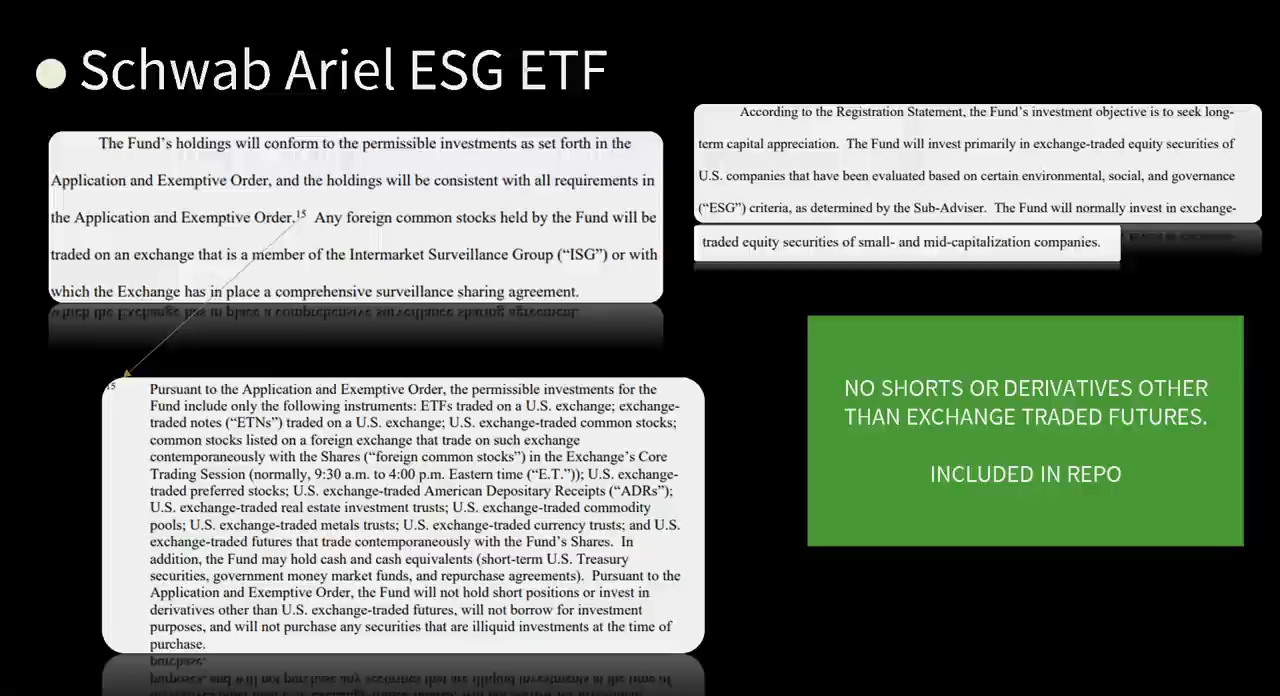 Schwab Ariel ESG ETF
The Fund's holdings will conform to the permissible investments as set forth in the
Application and Exemptive Order, and the holdings will be consistent with all requirements in
the Application and Exemptive Order.15 Any foreign common stocks held by the Fund will be
traded on an exchange that is a member of the Intermarket Surveillance Group (“ISG”) or with
which the Exchange has in place a comprehensive surveillance sharing agreement.
According to the Registration Statement, the Fund's investment objective is to seek long-
term capital appreciation. The Fund will invest primarily in exchange-traded equity securities of
U.S. companies that have been evaluated based on certain environmental, social, and governance
(“ESG”) criteria, as determined by the Sub-Adviser. The Fund will normally invest in exchange-
traded equity securities of small- and mid-capitalization companies.
15 Pursuant to the Application and Exemptive Order, the permissible investments for the
Fund include only the following instruments: ETFs traded on a U.S. exchange; exchange-
traded notes (“ETNs”) traded on a U.S. exchange; U.S. exchange-traded common stocks;
common stocks listed on a foreign exchange that trade on such exchange
contemporaneously with the Shares (“foreign common stocks”) in the Exchange's Core
Trading Session (normally, 9:30 a.m. to 4:00 p.m. Eastern time (“E.T.”)); U.S. exchange-
traded preferred stocks; U.S. exchange-traded American Depositary Receipts (“ADRs”);
U.S. exchange-traded real estate investment trusts; U.S. exchange-traded commodity
pools; U.S. exchange-traded metals trusts; U.S. exchange-traded currency trusts; and U.S.
exchange-traded futures that trade contemporaneously with the Fund's Shares. In
addition, the Fund may hold cash and cash equivalents (short-term U.S. Treasury
securities, government money market funds, and repurchase agreements). Pursuant to the
Application and Exemptive Order, the Fund will not hold short positions or invest in
derivatives other than U.S. exchange-traded futures, will not borrow for investment
purposes, and will not purchase any securities that are illiquid investments at the time of
purchase.
NO SHORTS OR DERIVATIVES OTHER
THAN EXCHANGE TRADED FUTURES.
INCLUDED IN REPO